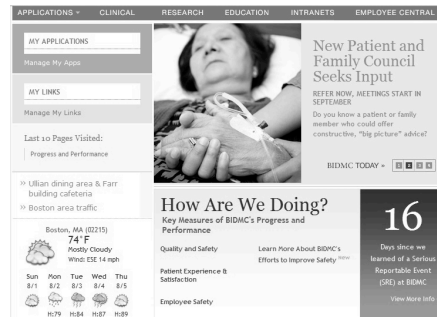 APPLICATIONS CLINICAL RESEARCH EDUCATION INTRANETS EMPLOYEE CENTRAL
MY APPLICATIONS
Manage My Apps
MY LINKS
Manage My Links
Last 10 Pages Visited:
Progress and Performance
» Ullian dining area & Farr
building cafeteria
» Boston area traffic
Boston, MA (02215)
74°F
Mostly Cloudy
Wind: ESE 14 mph
Sun Mon Tue Wed Thu
8/1 8/2 8/3 8/4 8/5
H:79 H:84 H:87 H:89
New Patient and
Family Council
Seeks Input
REFER NOW, MEETINGS START IN
SEPTEMBER
Do you know a patient or family
member who could offer
constructive, "big picture" advice?
BIDMC TODAY » 1 2 3 4
How Are We Doing?
Key Measures of BIDMC's Progress and
Performance
Quality and Safety
Patient Experience &
Satisfaction
Employee Safety
Learn More About BIDMC's
Efforts to Improve Safety NEW
16
Days since we
learned of a Serious
Reportable Event
(SRE) at BIDMC
View More Info